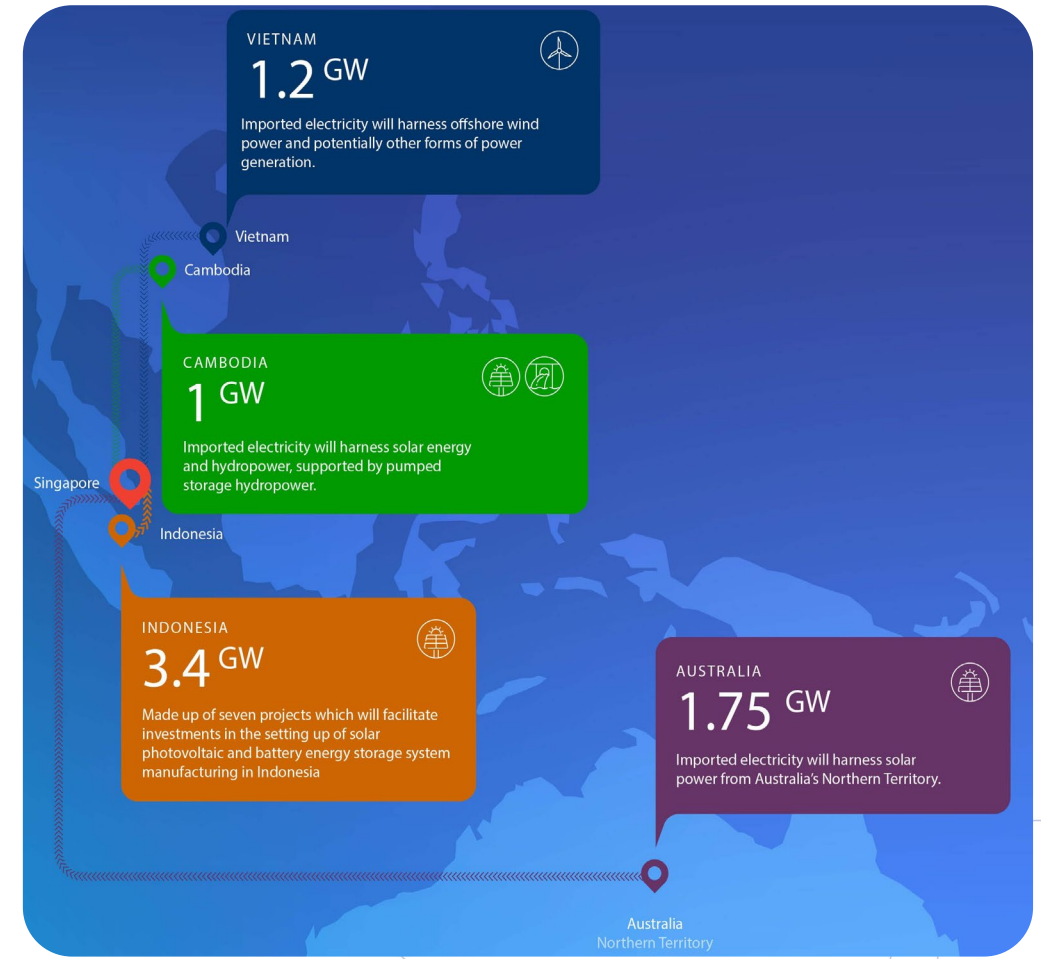 VIETNAM
1.2 GW
Imported electricity will harness offshore wind
power and potentially other forms of power
generation.
Vietnam
Cambodia
CAMBODIA
1 GW
Imported electricity will harness solar energy
and hydropower, supported by pumped
storage hydropower.
Singapore
Indonesia
INDONESIA
3.4 GW
Made up of seven projects which will facilitate
investments in the setting up of solar
photovoltaic and battery energy storage system
manufacturing in Indonesia
AUSTRALIA
1.75 GW
Imported electricity will harness solar
power from Australia's Northern Territory.
Australia
Northern Territory